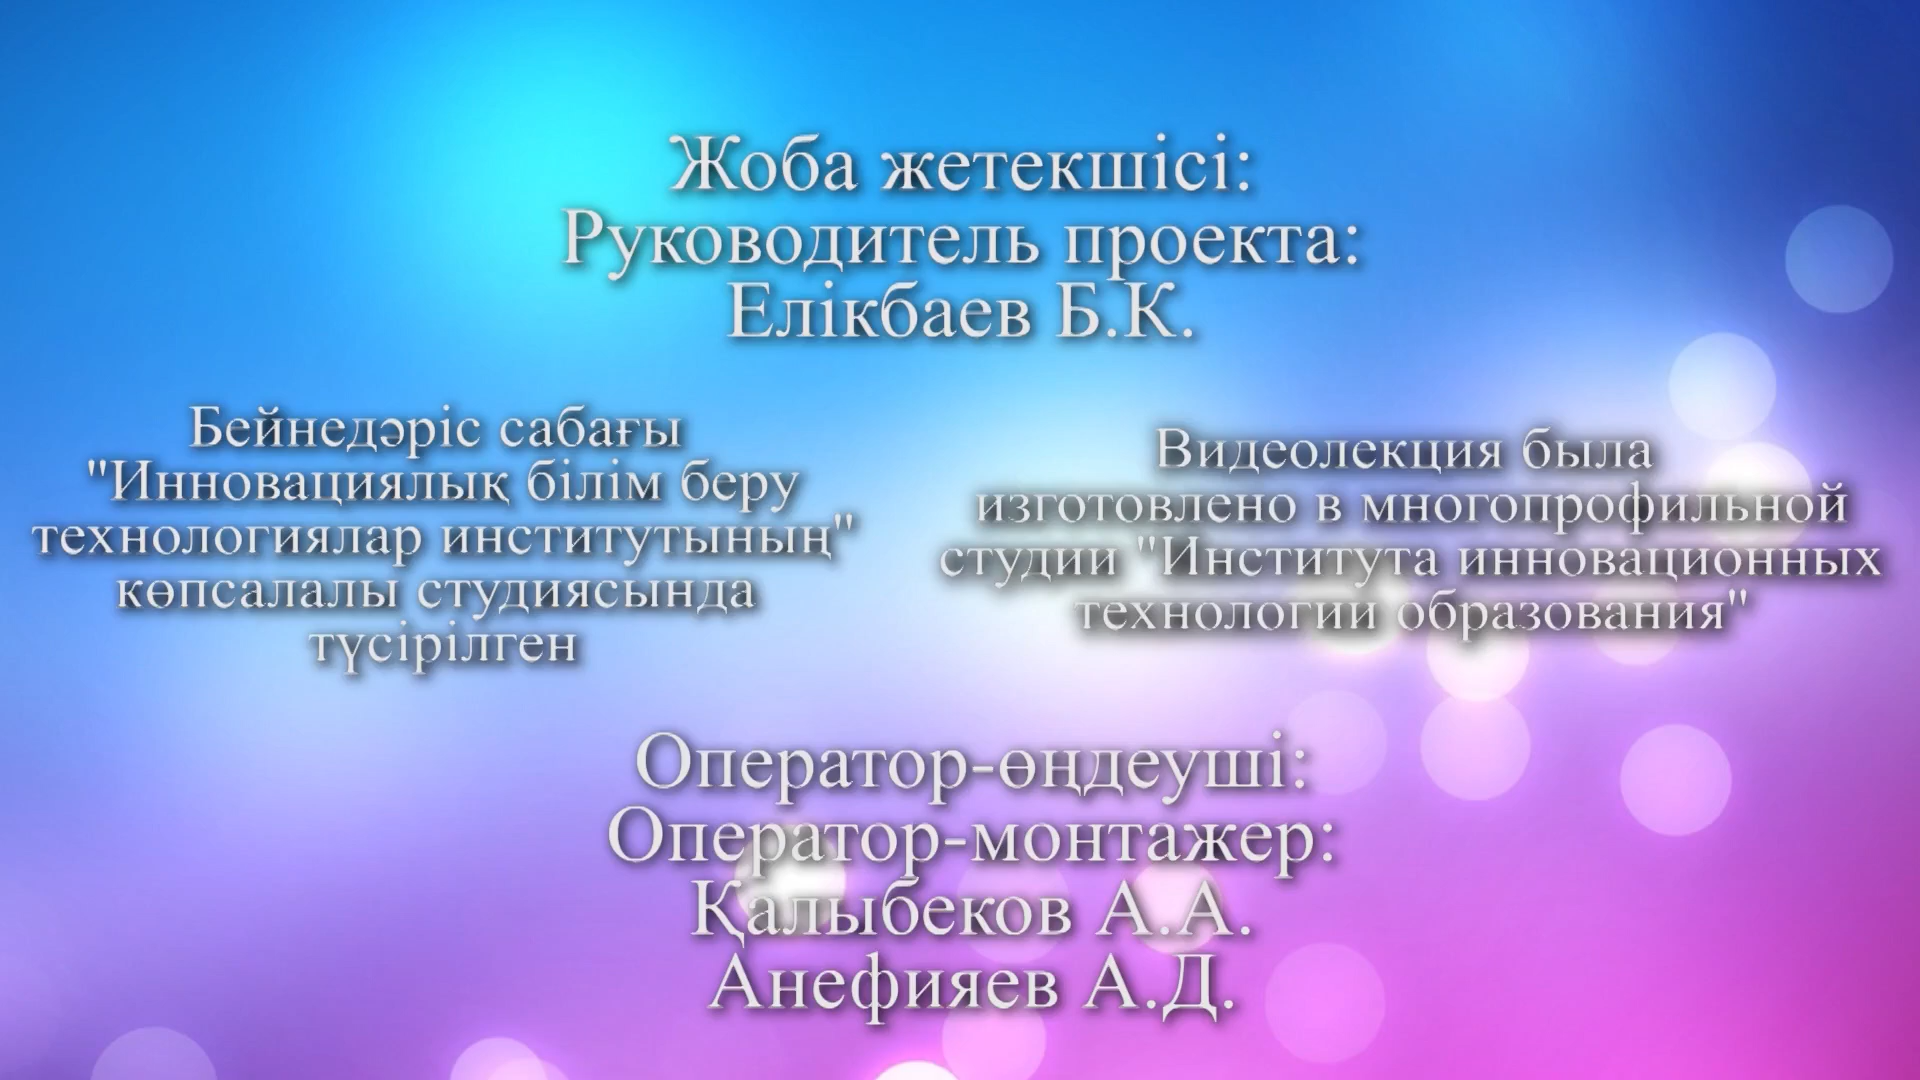 Жоба жетекшісі:
Руководитель проекта:
Елікбаев Б.К.
Бейнедәріс сабағы
"Инновациялық білім беру
технологиялар институтының"
көпсалалы студиясында
түсірілген
Видеолекция была
изготовлено в многопрофильной
студии "Института инновационных
технологии образования"
Оператор-өңдеуші:
Оператор-монтажер:
Қалыбеков А.А.
Анефияев А.Д.